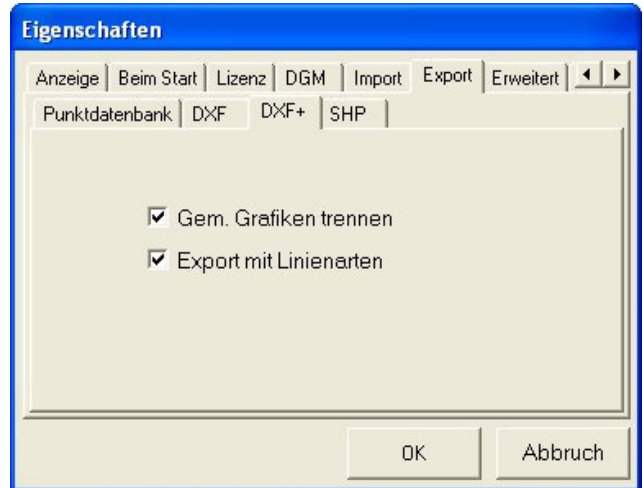 Eigenschaften
Anzeige Beim Start Lizenz DGM Import Export Erweitert
Punktdatenbank DXF DXF+ SHP
Gem. Grafiken trennen
Export mit Linienarten
OK Abbruch